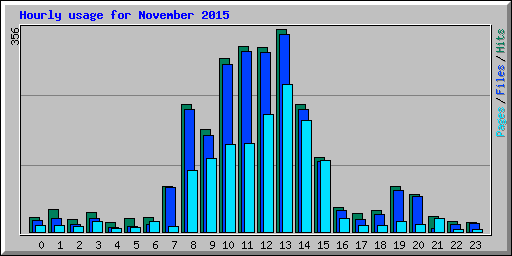 Hourly usage for November 2015
356
Pages/Files/Hits
0 1 2 3 4 5 6 7 8 9 10 11 12 13 14 15 16 17 18 19 20 21 22 23